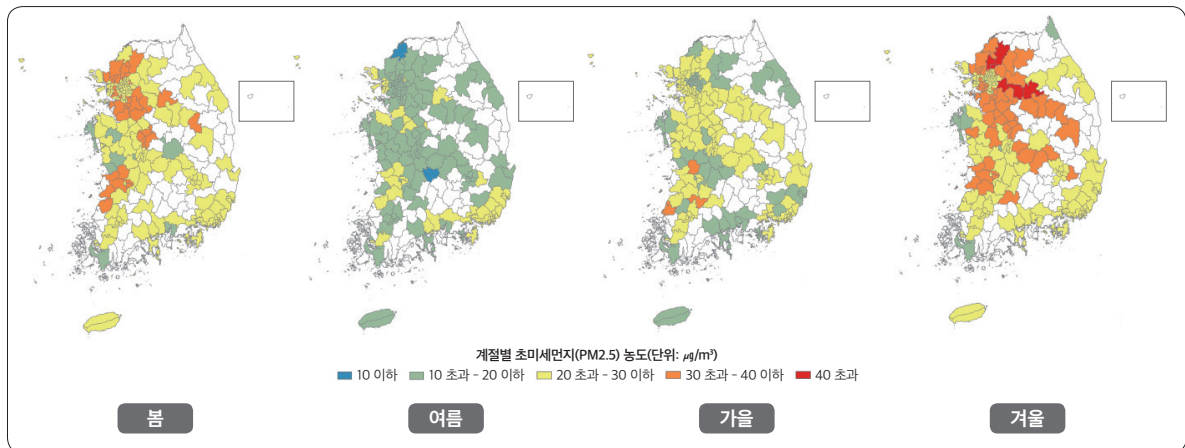 계절별 초미세먼지(PM2.5) 농도(단위: ㎍/m³)
10 이하 10 초과 - 20 이하 20 초과 - 30 이하 30 초과 - 40 이하 40 초과
봄 여름 가을 겨울